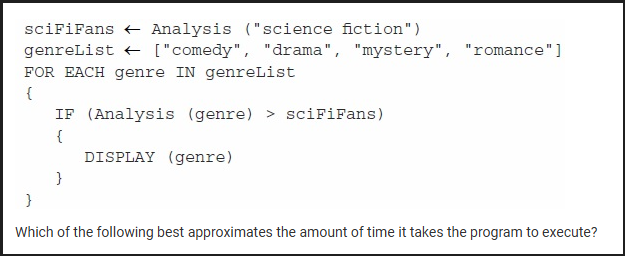 sciFiFans ← Analysis ("science fiction")
genreList ← ["comedy", "drama", "mystery", "romance"]
FOR EACH genre IN genreList
{
IF (Analysis (genre) > sciFiFans)
{
DISPLAY (genre)
}
}
Which of the following best approximates the amount of time it takes the program to execute?